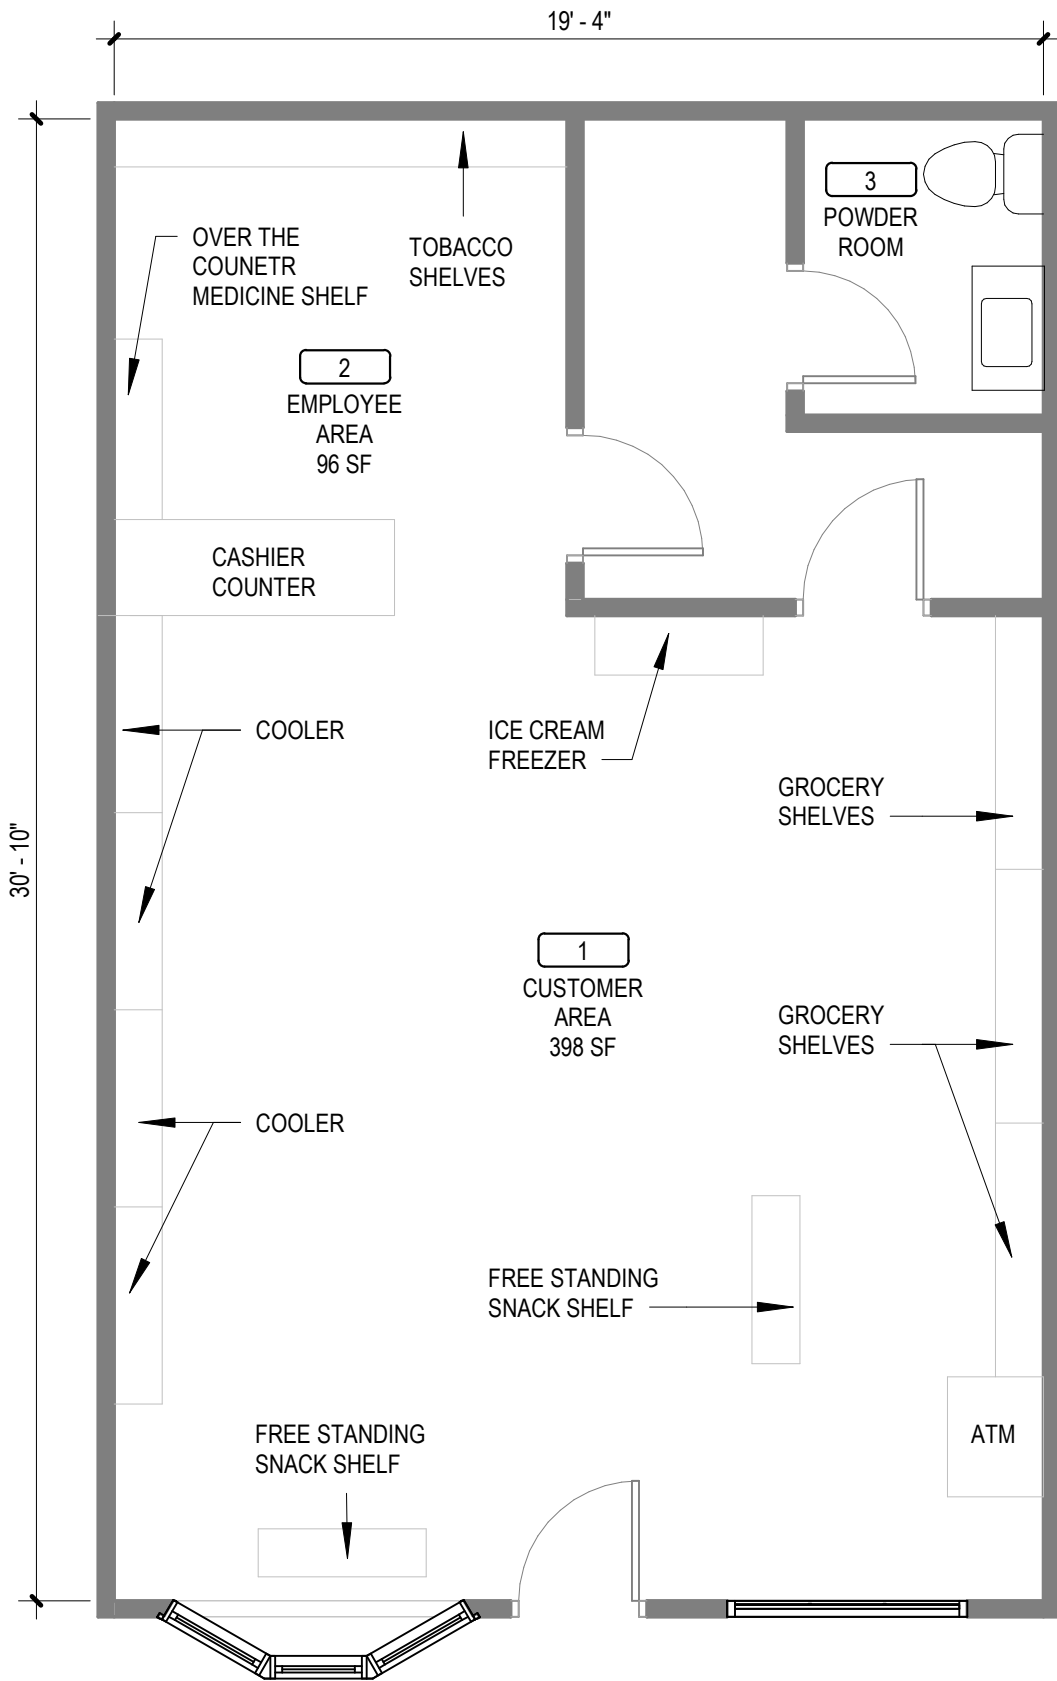 19' - 4"
3
POWDER
ROOM
OVER THE
COUNETR
MEDICINE SHELF
TOBACCO
SHELVES
2
EMPLOYEE
AREA
96 SF
CASHIER
COUNTER
COOLER
ICE CREAM
FREEZER
GROCERY
SHELVES
30' - 10"
1
CUSTOMER
AREA
398 SF
GROCERY
SHELVES
COOLER
FREE STANDING
SNACK SHELF
FREE STANDING
SNACK SHELF
ATM